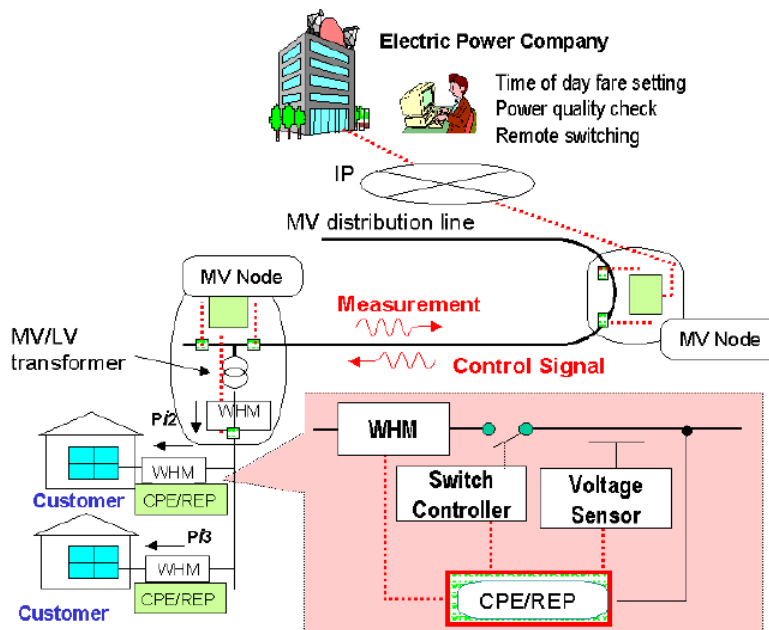 Electric Power Company
Time of day fare setting
Power quality check
Remote switching
IP
MV distribution line
MV Node
Measurement
MV Node
MV/LV
transformer
Control Signal
WHM
Pi2
WHM
Customer
CPE/REP
Pi3
WHM
CPE/REP
Customer
WHM
Switch
Controller
Voltage
Sensor
CPE/REP